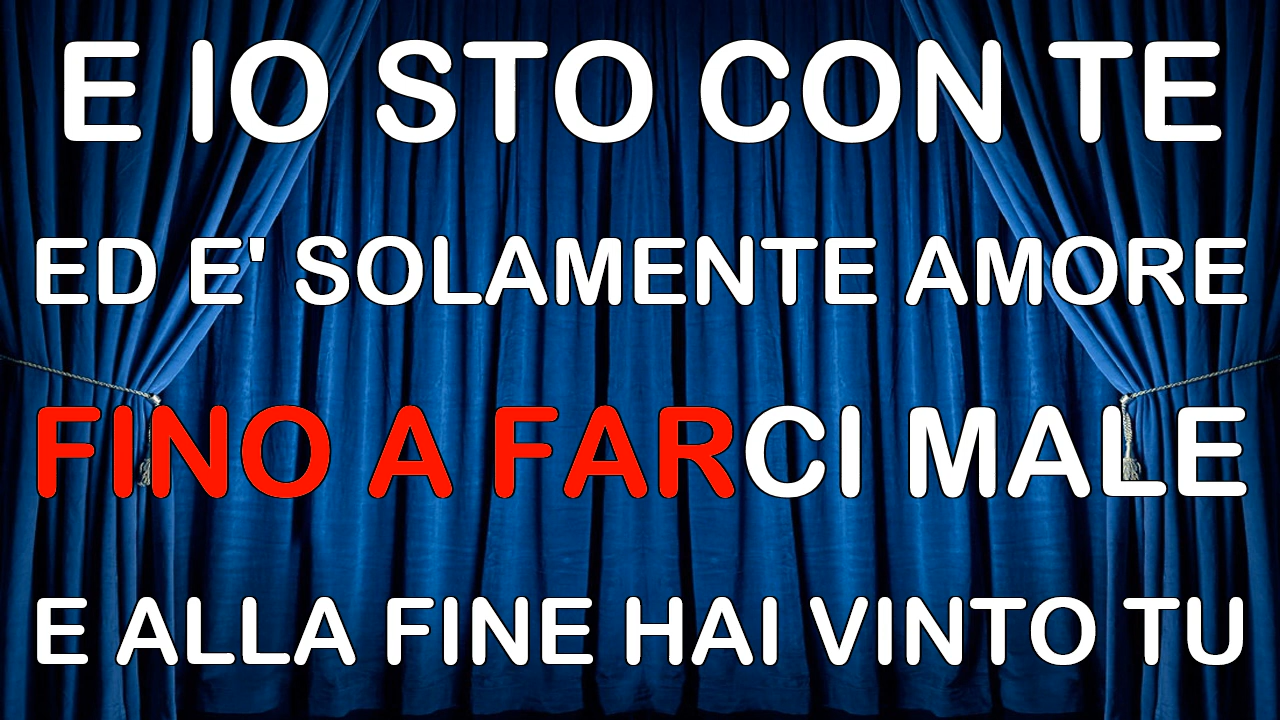 E IO STO CON TE
ED E' SOLAMENTE AMORE
FINO A FARCI MALE
E ALLA FINE HAI VINTO TU